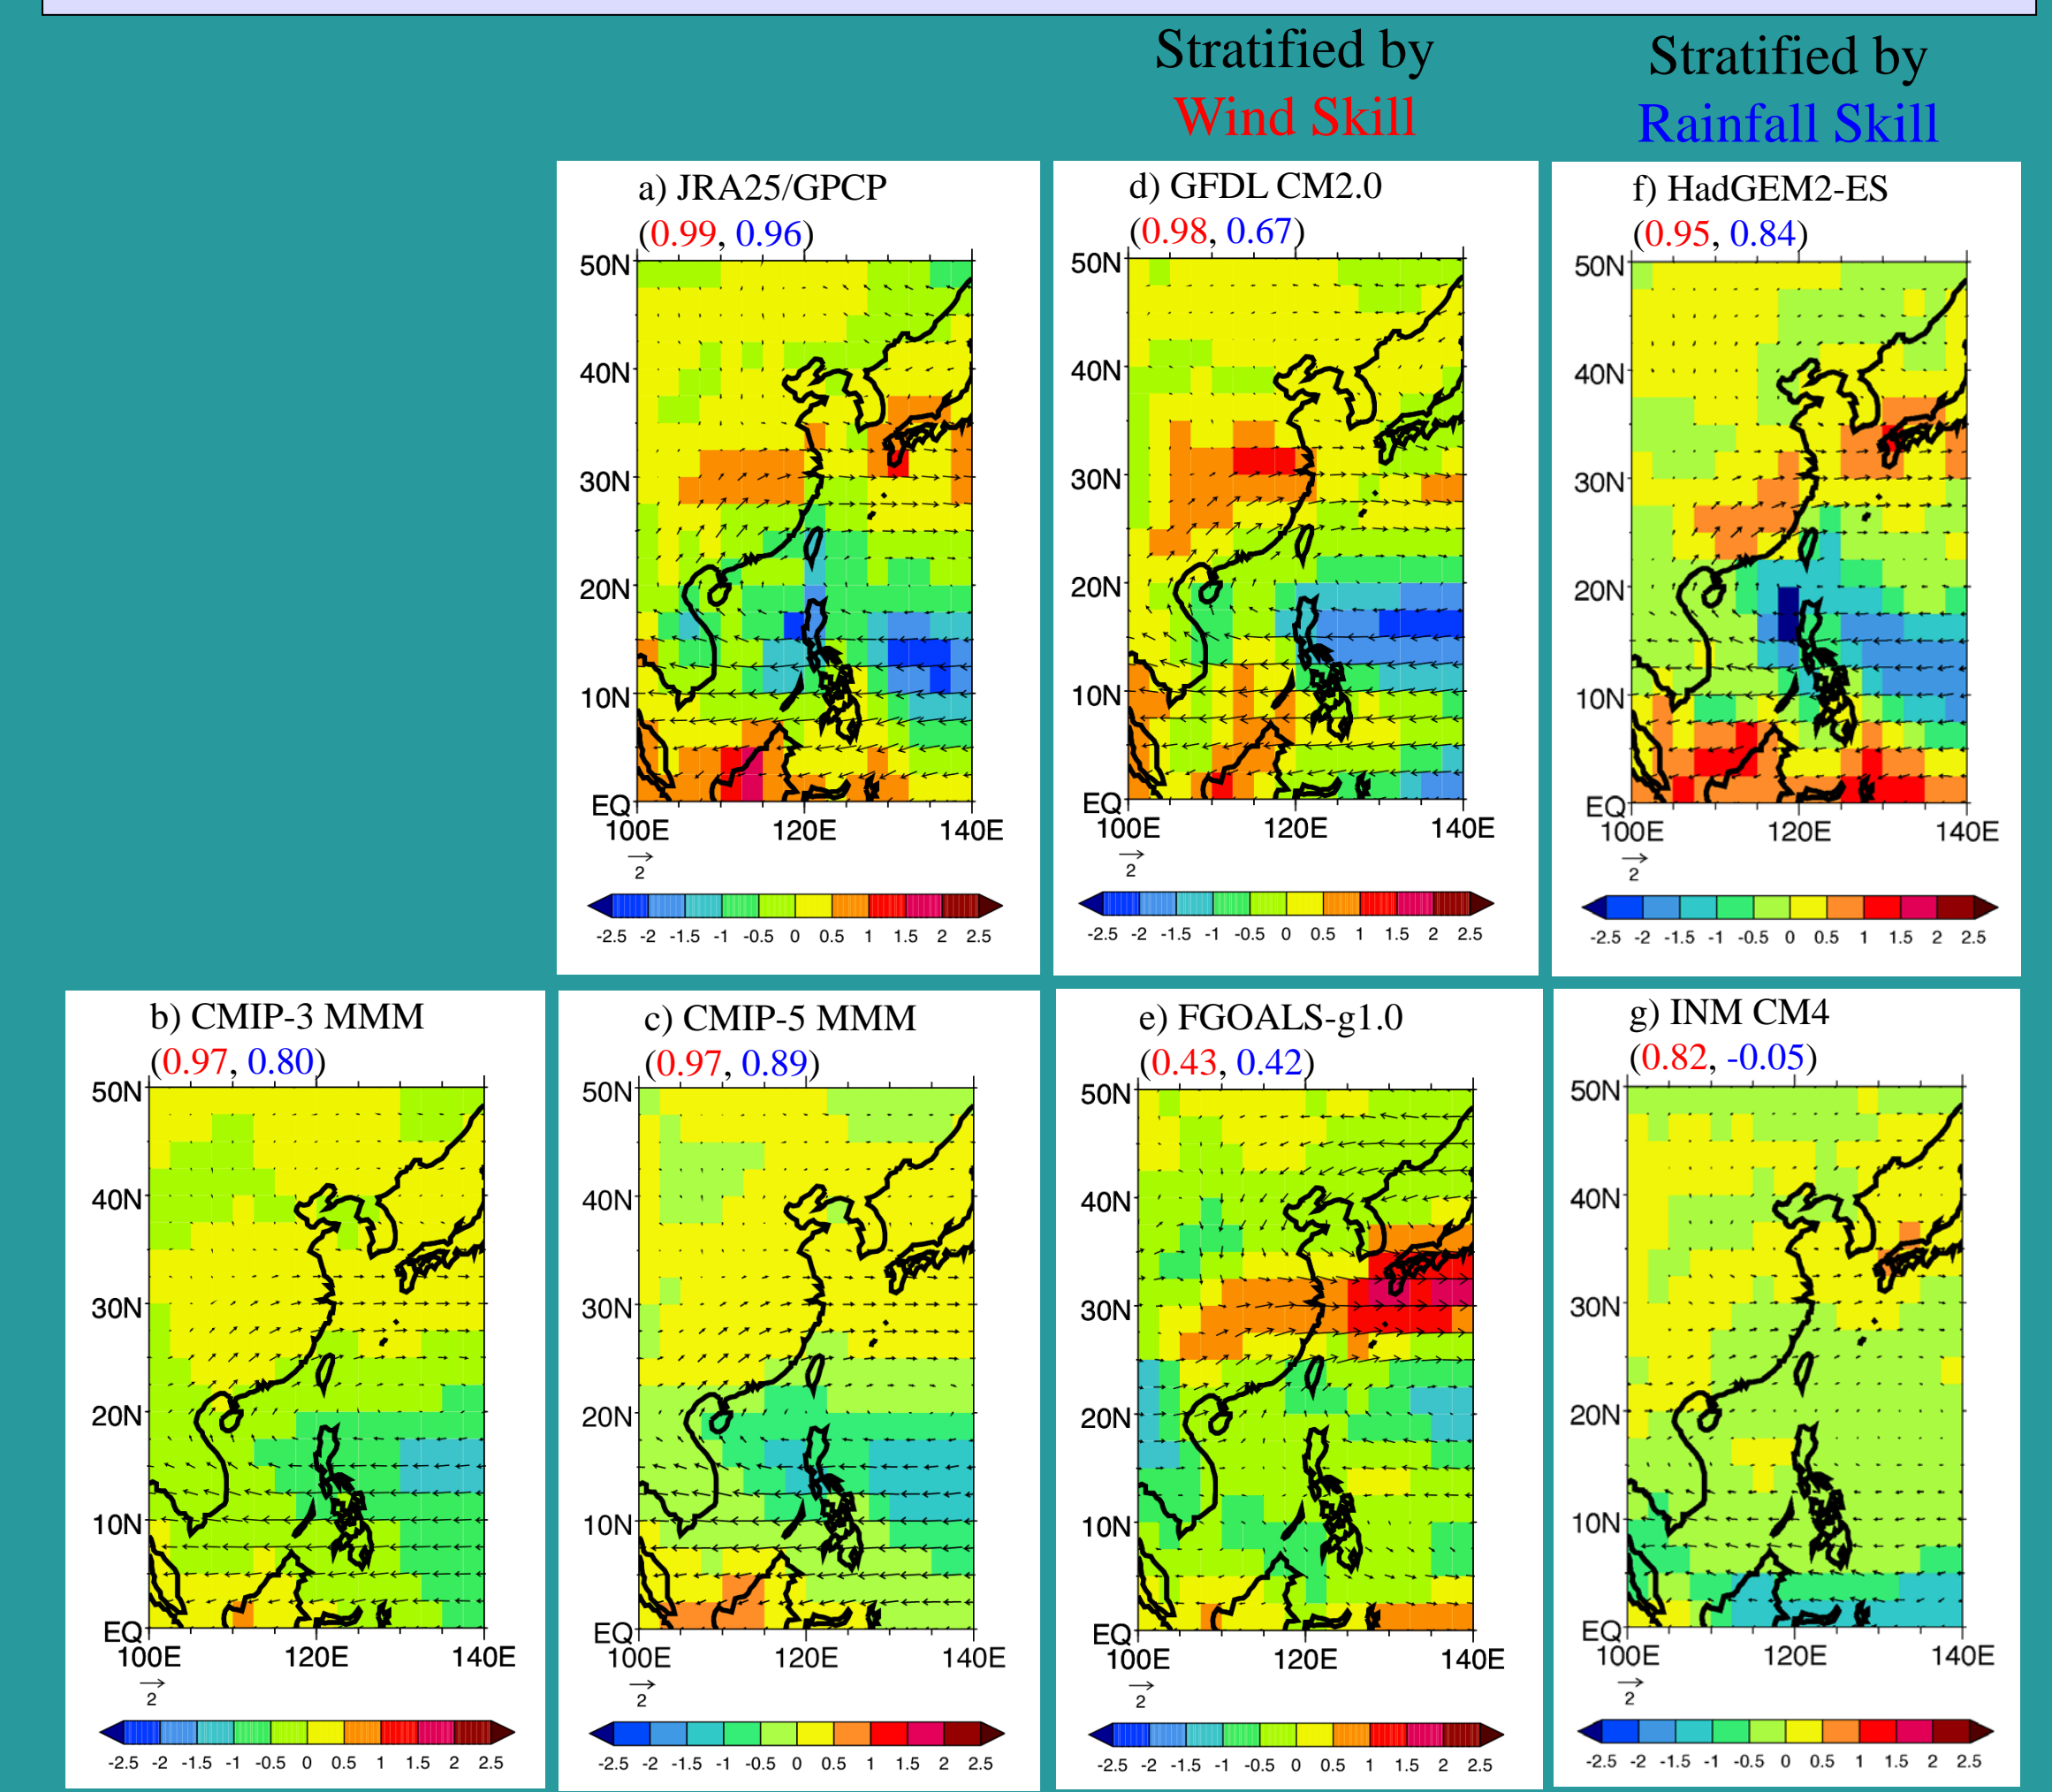 Stratified by
Wind Skill
Stratified by
Rainfall Skill
a) JRA25/GPCP
(0.99, 0.96)
50N
40N
30N
20N
10N
EQ
100E 120E 140E
2
-2.5 -2 -1.5 -1 -0.5 0 0.5 1 1.5 2 2.5
d) GFDL CM2.0
(0.98, 0.67)
50N
40N
30N
20N
10N
EQ
100E 120E 140E
2
-2.5 -2 -1.5 -1 -0.5 0 0.5 1 1.5 2 2.5
f) HadGEM2-ES
(0.95, 0.84)
50N
40N
30N
20N
10N
EQ
100E 120E 140E
2
-2.5 -2 -1.5 -1 -0.5 0 0.5 1 1.5 2 2.5
b) CMIP-3 MMM
(0.97, 0.80)
50N
40N
30N
20N
10N
EQ
100E 120E 140E
2
-2.5 -2 -1.5 -1 -0.5 0 0.5 1 1.5 2 2.5
c) CMIP-5 MMM
(0.97, 0.89)
50N
40N
30N
20N
10N
EQ
100E 120E 140E
2
-2.5 -2 -1.5 -1 -0.5 0 0.5 1 1.5 2 2.5
e) FGOALS-g1.0
(0.43, 0.42)
50N
40N
30N
20N
10N
EQ
100E 120E 140E
2
-2.5 -2 -1.5 -1 -0.5 0 0.5 1 1.5 2 2.5
g) INM CM4
(0.82, -0.05)
50N
40N
30N
20N
10N
EQ
100E 120E 140E
2
-2.5 -2 -1.5 -1 -0.5 0 0.5 1 1.5 2 2.5